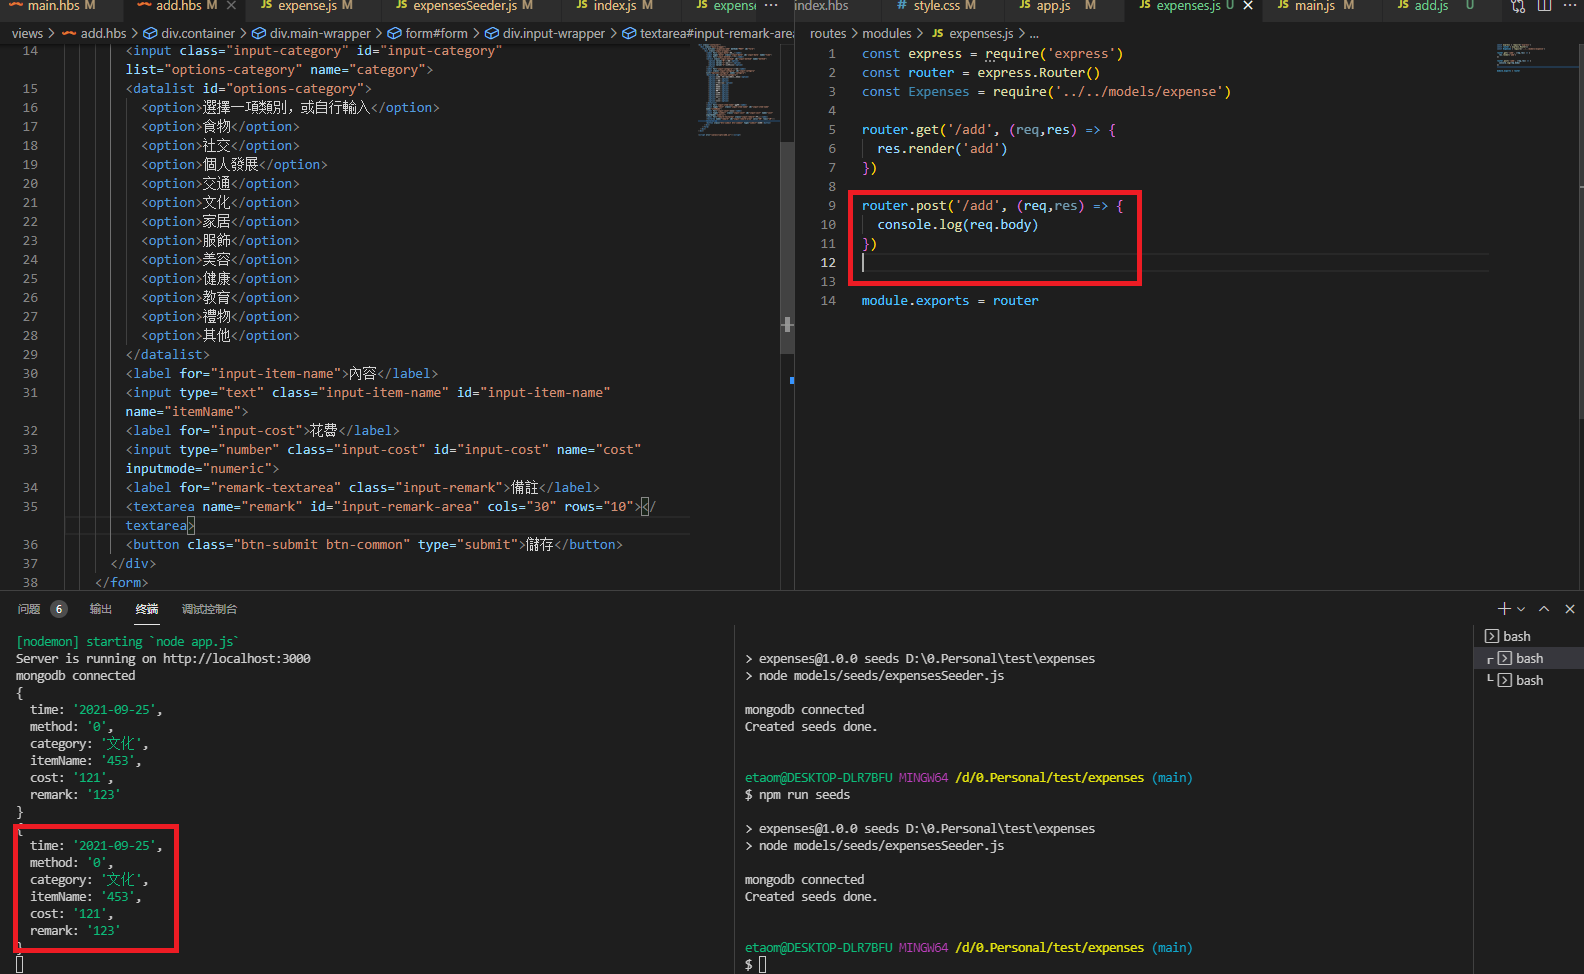 main.hbs M
add.hbs M
JS expense.js M
JS expensesSeeder.js M
JS index.js M
JS expense
index.hbs
# style.css M
JS app.js M
JS expenses.js U
JS main.js M
JS add.js U
views > add.hbs > div.container > div.main-wrapper > form#form > div.input-wrapper > textarea#input-remark-area
routes > modules > JS expenses.js > ...
14 <input class="input-category" id="input-category"
list="options-category" name="category">
15 <datalist id="options-category">
16 <option>選擇一項類別，或自行輸入</option>
17 <option>食物</option>
18 <option>社交</option>
19 <option>個人發展</option>
20 <option>交通</option>
21 <option>文化</option>
22 <option>家居</option>
23 <option>服飾</option>
24 <option>美容</option>
25 <option>健康</option>
26 <option>教育</option>
27 <option>禮物</option>
28 <option>其他</option>
29 </datalist>
30 <label for="input-item-name">內容</label>
31 <input type="text" class="input-item-name" id="input-item-name"
name="itemName">
32 <label for="input-cost">花費</label>
33 <input type="number" class="input-cost" id="input-cost" name="cost"
inputmode="numeric">
34 <label for="remark-textarea" class="input-remark">備註</label>
35 <textarea name="remark" id="input-remark-area" cols="30" rows="10"></
textarea>
36 <button class="btn-submit btn-common" type="submit">儲存</button>
37 </div>
38 </form>
1 const express = require('express')
2 const router = express.Router()
3 const Expenses = require('../../models/expense')
4
5 router.get('/add', (req,res) => {
6 res.render('add')
7 })
8
9 router.post('/add', (req,res) => {
10 console.log(req.body)
11 })
12
13
14 module.exports = router
问题 6 输出 终端 调试控制台
[nodemon] starting `node app.js`
Server is running on http://localhost:3000
mongodb connected
{
time: '2021-09-25',
method: '0',
category: '文化',
itemName: '453',
cost: '121',
remark: '123'
}
{
time: '2021-09-25',
method: '0',
category: '文化',
itemName: '453',
cost: '121',
remark: '123'
}
> expenses@1.0.0 seeds D:\0.Personal\test\expenses
> node models/seeds/expensesSeeder.js
mongodb connected
Created seeds done.
etaom@DESKTOP-DLR7BFU MINGW64 /d/0.Personal/test/expenses (main)
$ npm run seeds
> expenses@1.0.0 seeds D:\0.Personal\test\expenses
> node models/seeds/expensesSeeder.js
mongodb connected
Created seeds done.
etaom@DESKTOP-DLR7BFU MINGW64 /d/0.Personal/test/expenses (main)
$
bash
bash
bash